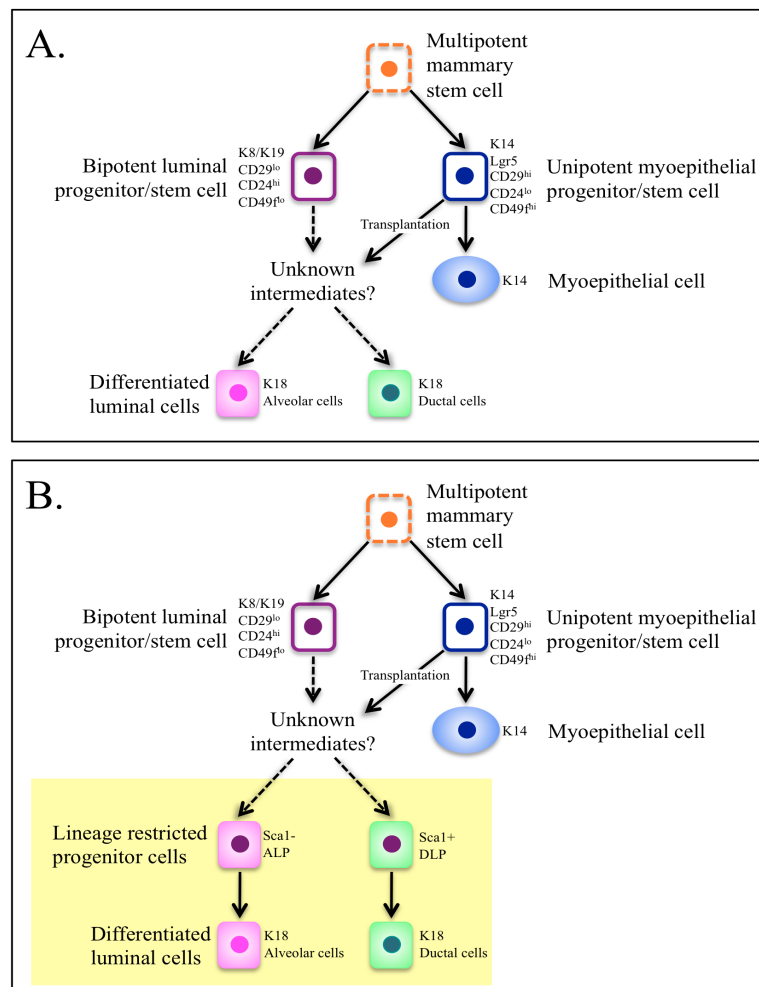 A.
Multipotent
mammary
stem cell
Bipotent luminal
progenitor/stem cell
K8/K19
CD29lo
CD24hi
CD49flo
K14
Lgr5
CD29hi
CD24lo
CD49fhi
Unipotent myoepithelial
progenitor/stem cell
Transplantation
Unknown
intermediates?
K14
Myoepithelial cell
Differentiated
luminal cells
K18
Alveolar cells
K18
Ductal cells
B.
Multipotent
mammary
stem cell
Bipotent luminal
progenitor/stem cell
K8/K19
CD29lo
CD24hi
CD49flo
K14
Lgr5
CD29hi
CD24lo
CD49fhi
Unipotent myoepithelial
progenitor/stem cell
Transplantation
Unknown
intermediates?
K14
Myoepithelial cell
Lineage restricted
progenitor cells
Sca1-
ALP
Sca1+
DLP
Differentiated
luminal cells
K18
Alveolar cells
K18
Ductal cells